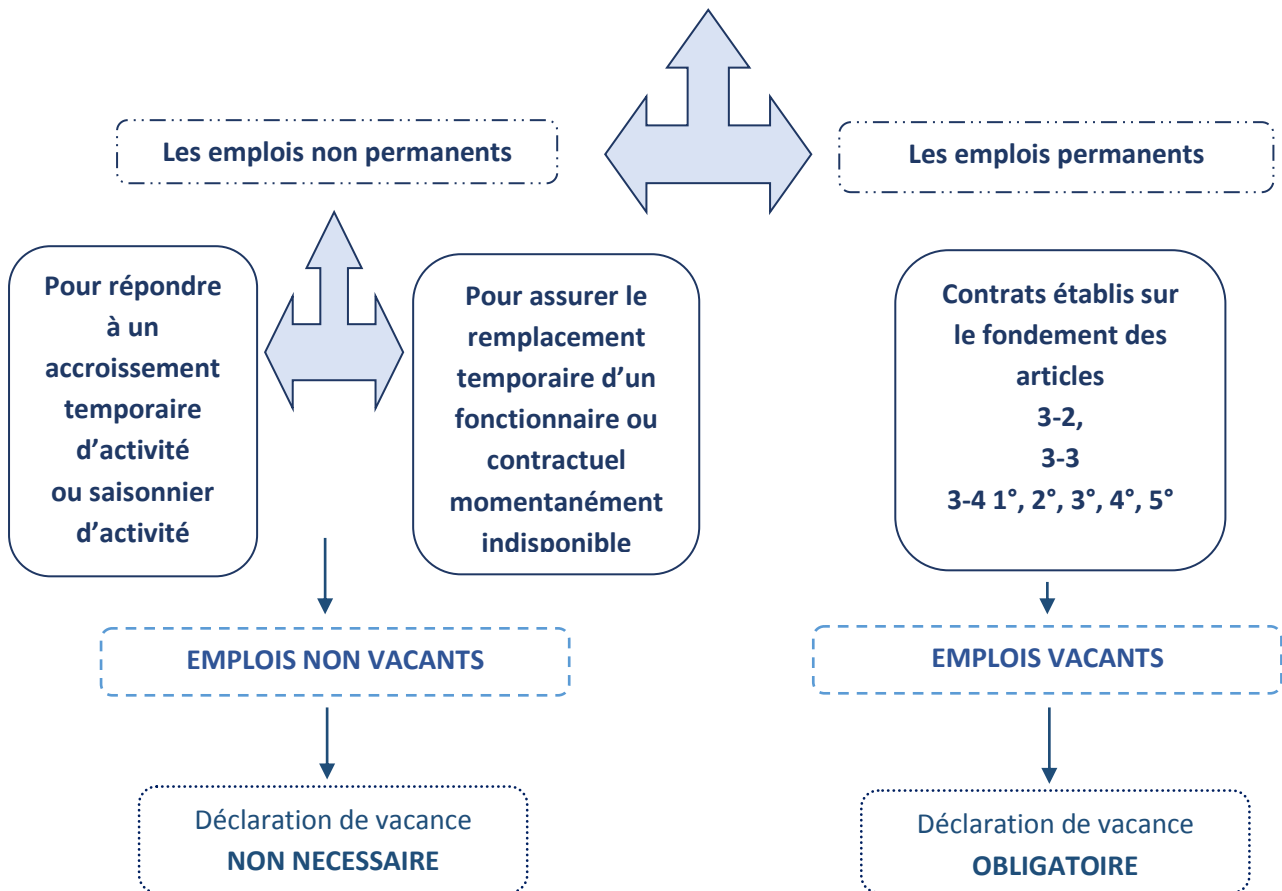 Les emplois non permanents
Les emplois permanents
Pour répondre
à un
accroissement
temporaire
d’activité
ou saisonnier
d’activité
Pour assurer le
remplacement
temporaire d’un
fonctionnaire ou
contractuel
momentanément
indisponible
Contrats établis sur
le fondement des
articles
3-2,
3-3
3-4 1°, 2°, 3°, 4°, 5°
EMPLOIS NON VACANTS
EMPLOIS VACANTS
Déclaration de vacance
NON NECESSAIRE
Déclaration de vacance
OBLIGATOIRE